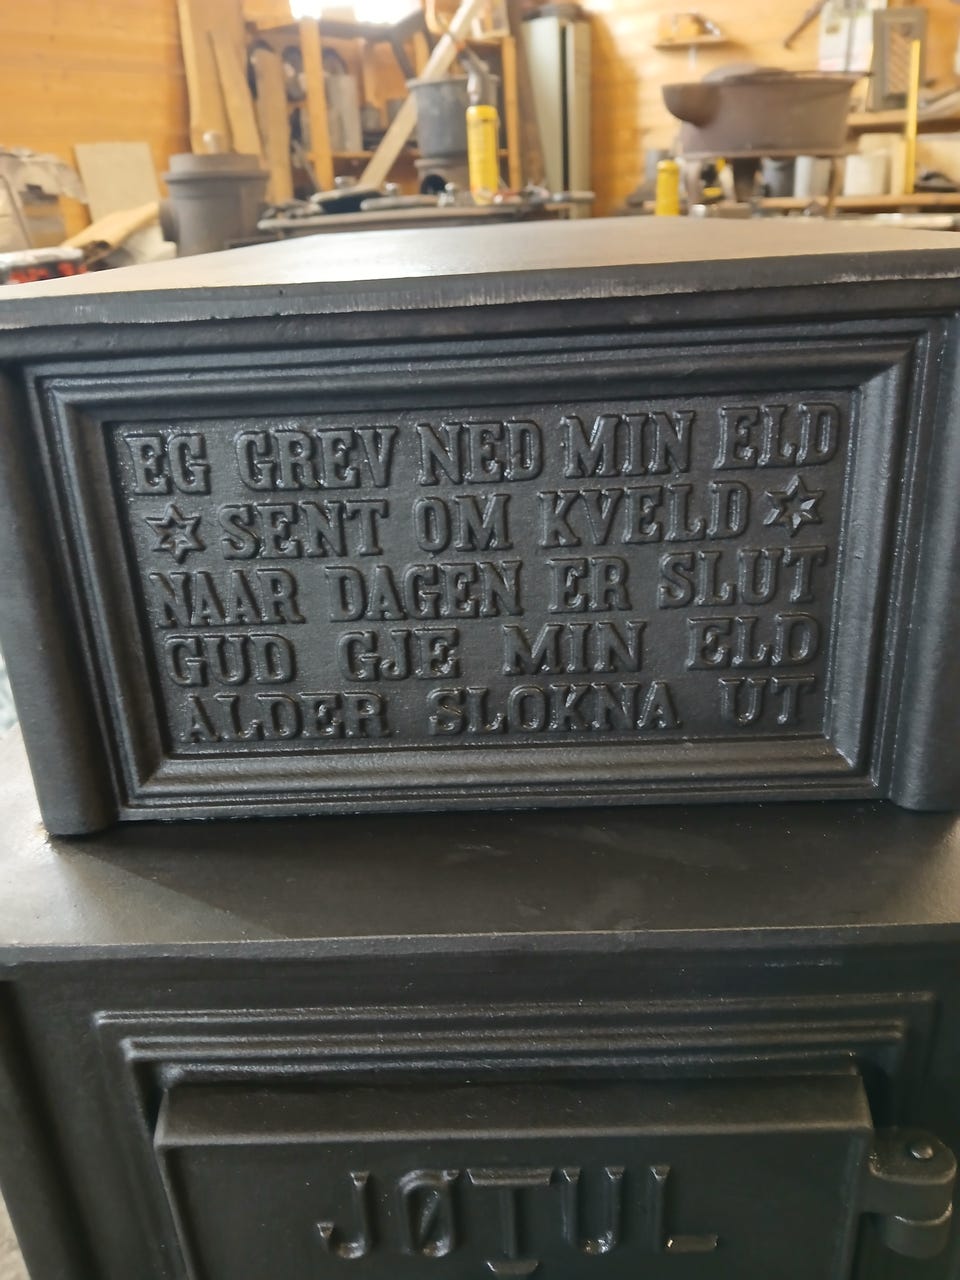 EG GREV NED MIN ELD
SENT OM KVELD
NAAR DAGEN ER SLUT
GUD GJE MIN ELD
ALDER SLOKNA UT
JØTUL